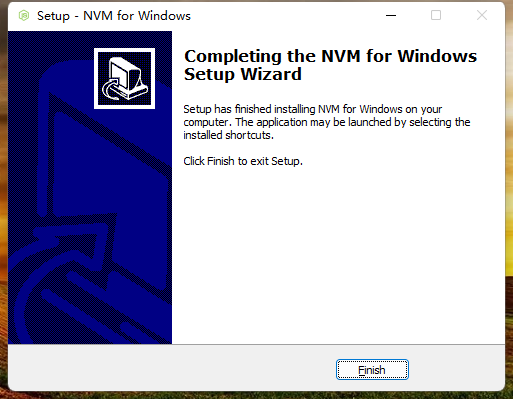 Setup - NVM for Windows
Completing the NVM for Windows
Setup Wizard
Setup has finished installing NVM for Windows on your
computer. The application may be launched by selecting the
installed shortcuts.
Click Finish to exit Setup.
Finish